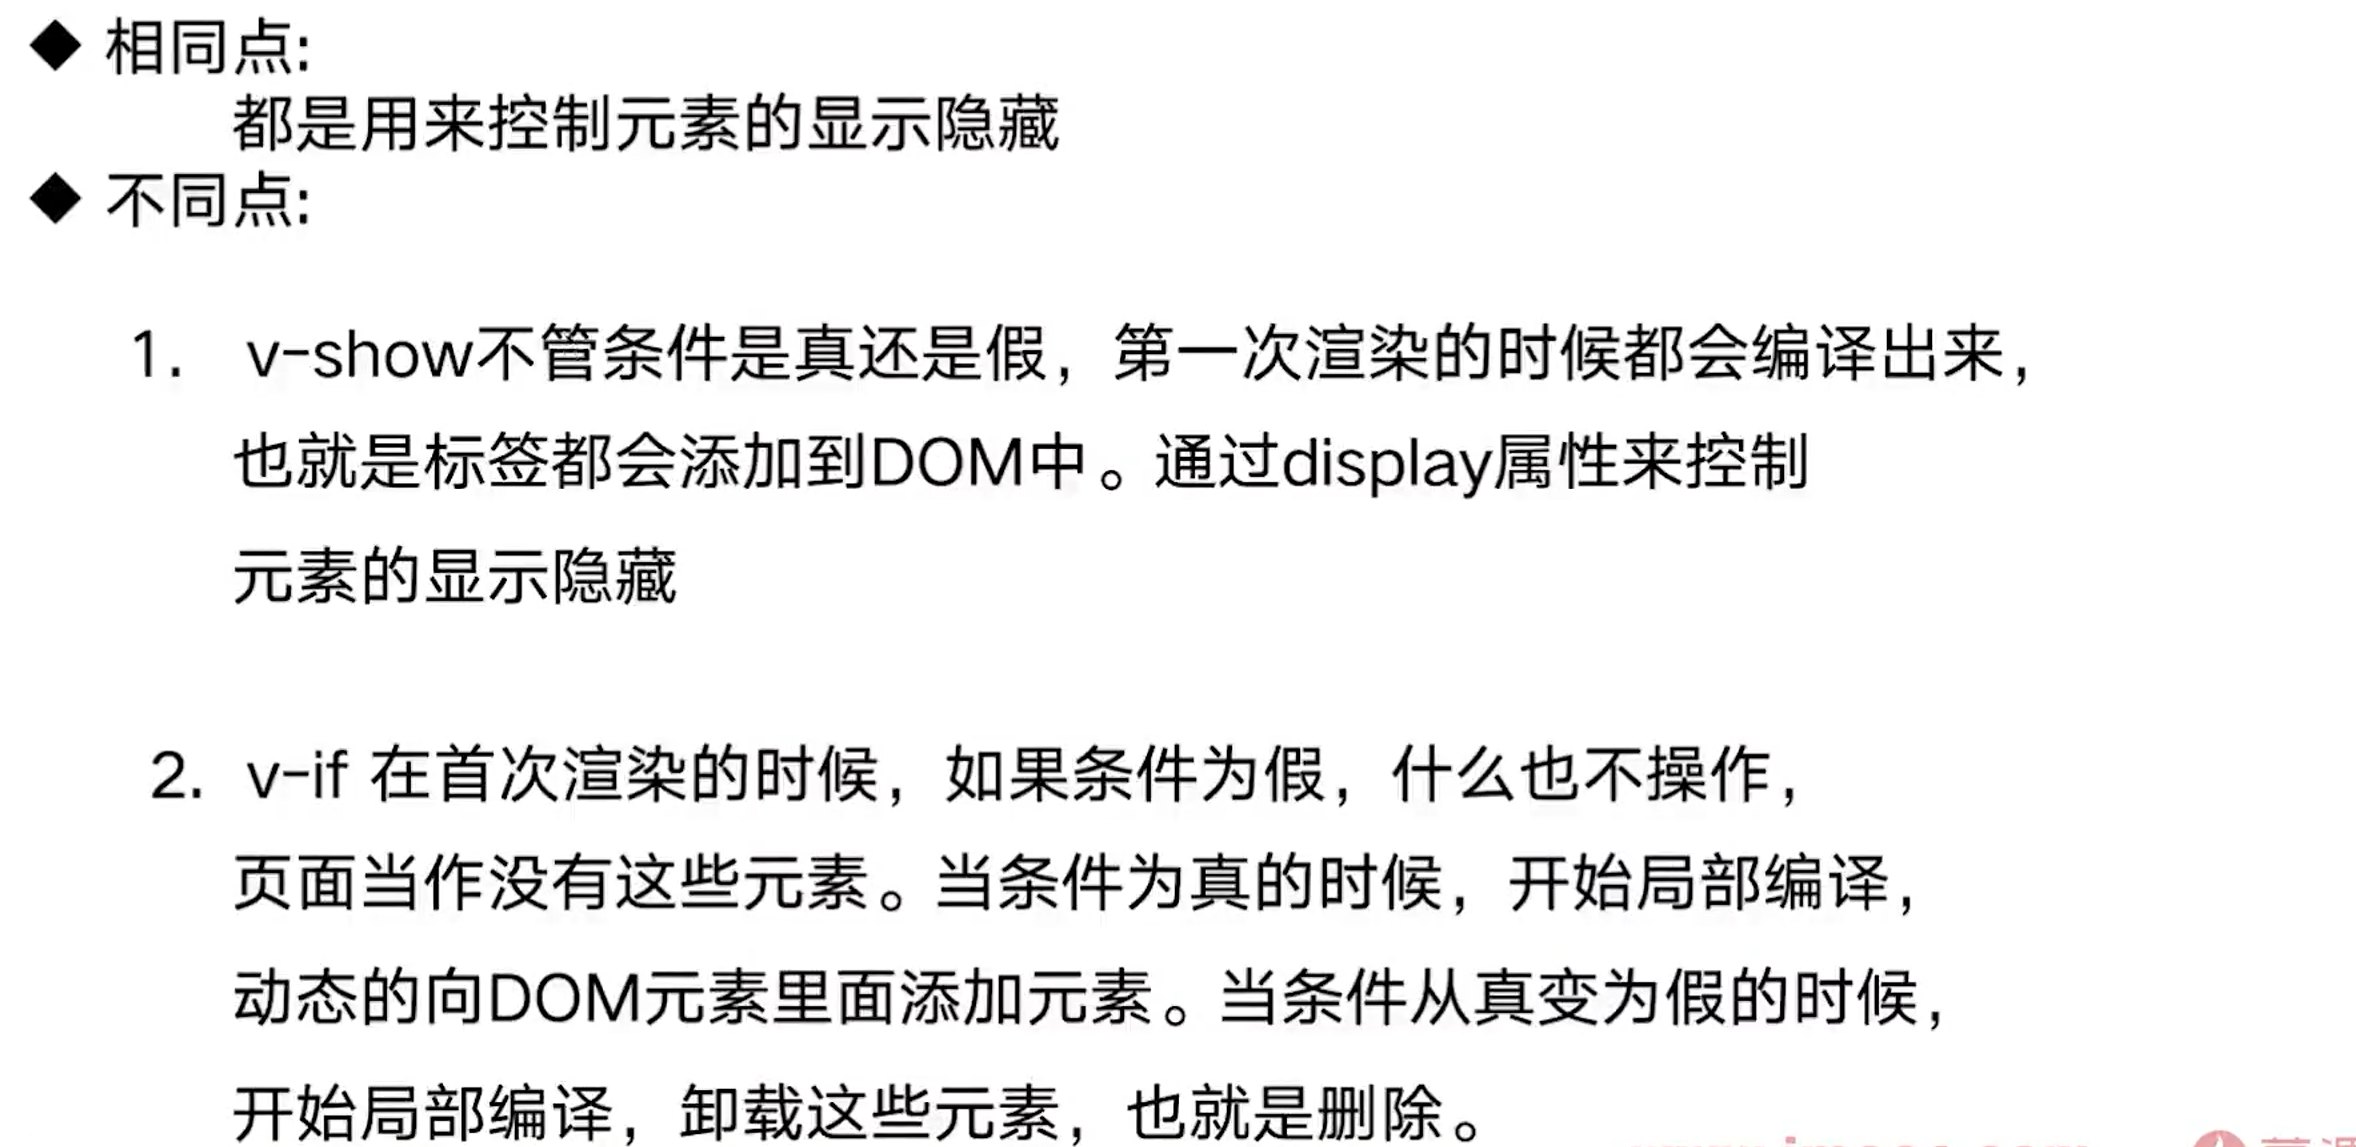 ◆ 相同点:
都是用来控制元素的显示隐藏
◆ 不同点:
1. v-show不管条件是真还是假，第一次渲染的时候都会编译出来，
也就是标签都会添加到DOM中。通过display属性来控制
元素的显示隐藏
2. v-if 在首次渲染的时候，如果条件为假，什么也不操作，
页面当作没有这些元素。当条件为真的时候，开始局部编译，
动态的向DOM元素里面添加元素。当条件从真变为假的时候，
开始局部编译，卸载这些元素，也就是删除。